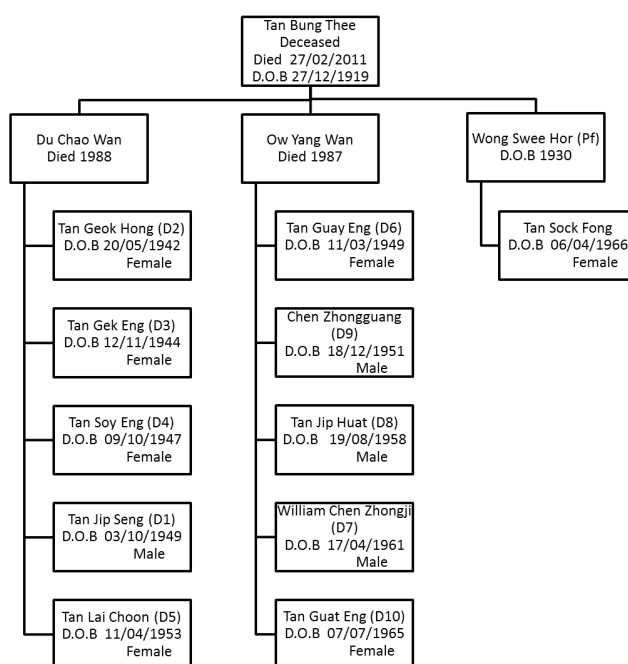 Tan Bung Thee
Deceased
Died 27/02/2011
D.O.B 27/12/1919
Du Chao Wan
Died 1988
Ow Yang Wan
Died 1987
Wong Swee Hor (Pf)
D.O.B 1930
Tan Geok Hong (D2)
D.O.B 20/05/1942
Female
Tan Gek Eng (D3)
D.O.B 12/11/1944
Female
Tan Soy Eng (D4)
D.O.B 09/10/1947
Female
Tan Jip Seng (D1)
D.O.B 03/10/1949
Male
Tan Lai Choon (D5)
D.O.B 11/04/1953
Female
Tan Guay Eng (D6)
D.O.B 11/03/1949
Female
Chen Zhongguang
(D9)
D.O.B 18/12/1951
Male
Tan Jip Huat (D8)
D.O.B 19/08/1958
Male
William Chen Zhongji
(D7)
D.O.B 17/04/1961
Male
Tan Guat Eng (D10)
D.O.B 07/07/1965
Female
Tan Sock Fong
D.O.B 06/04/1966
Female